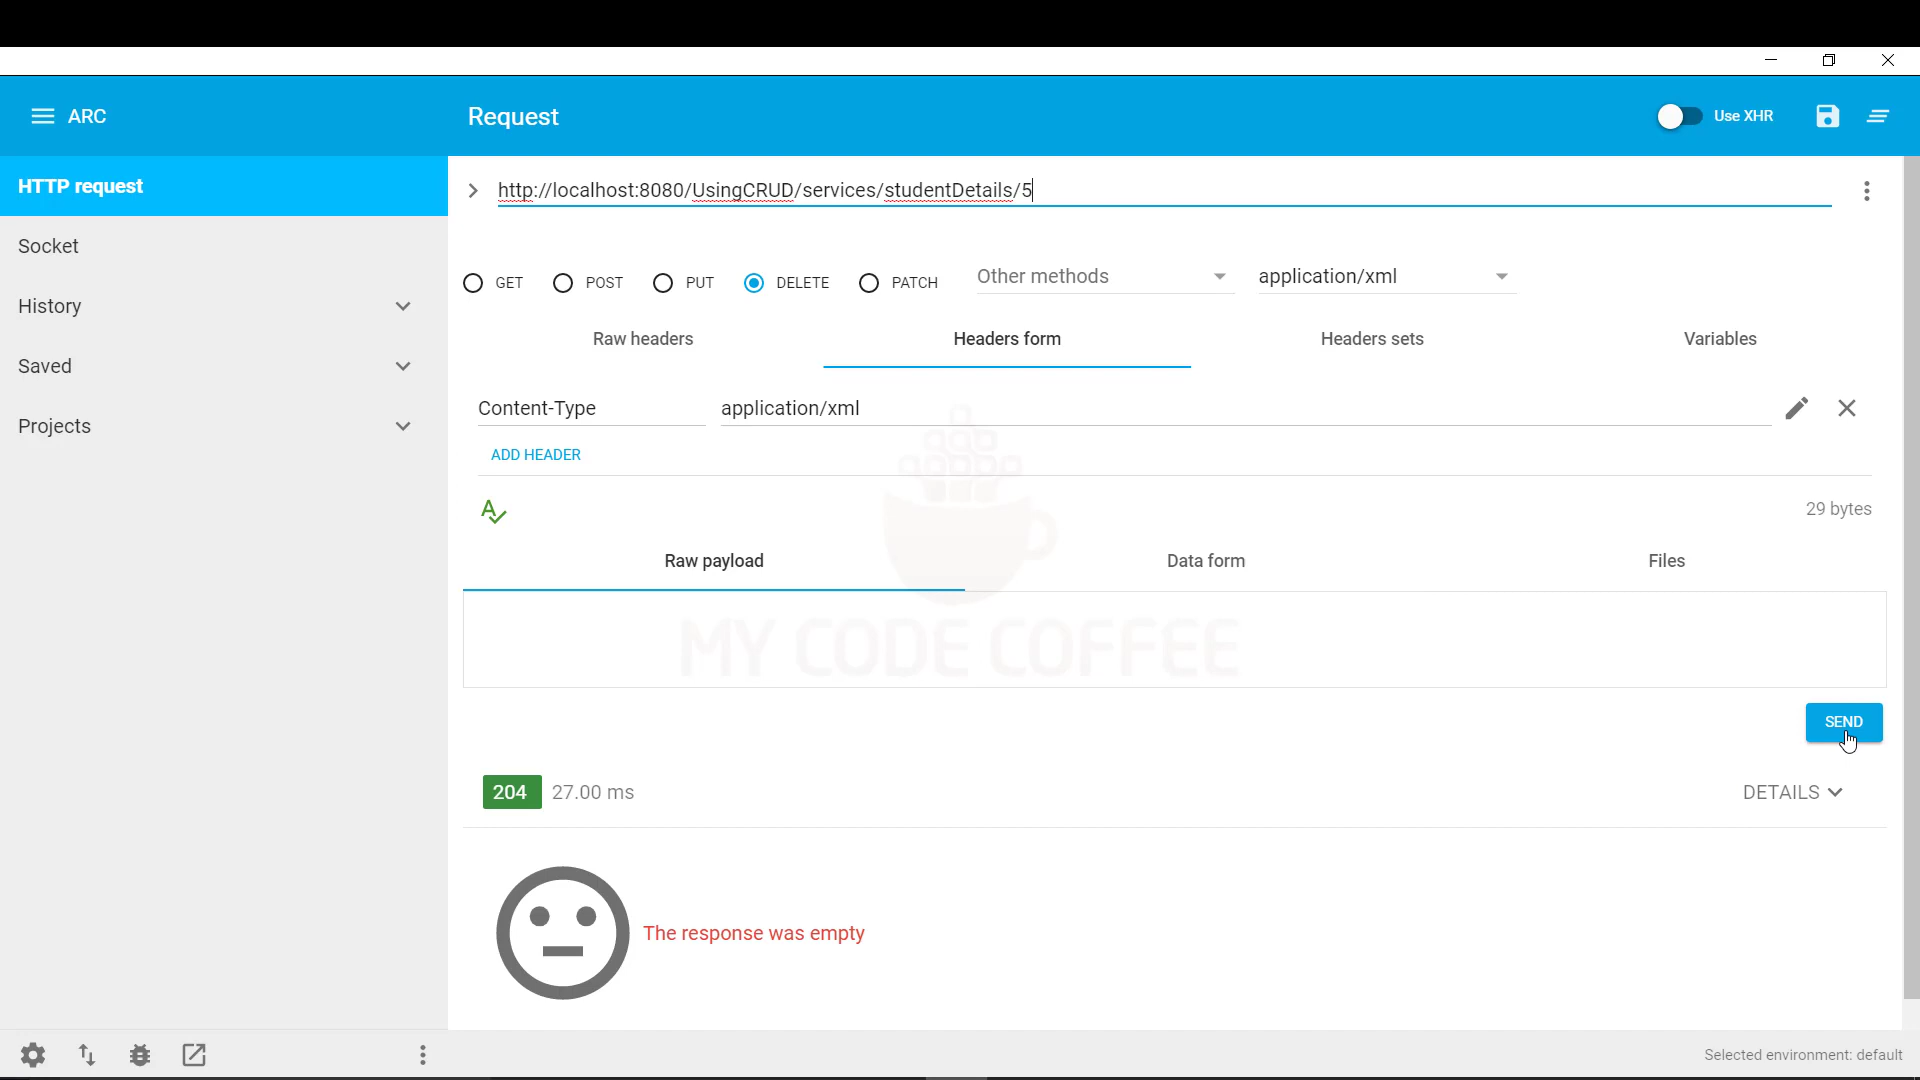 ARC
Request
Use XHR
HTTP request
http://localhost:8080/UsingCRUD/services/studentDetails/5
Socket
History
Saved
Projects
GET POST PUT DELETE PATCH Other methods application/xml
Raw headers Headers form Headers sets Variables
Content-Type application/xml
ADD HEADER
29 bytes
Raw payload Data form Files
MY CODE COFFEE
SEND
204 27.00 ms DETAILS
The response was empty
Selected environment: default